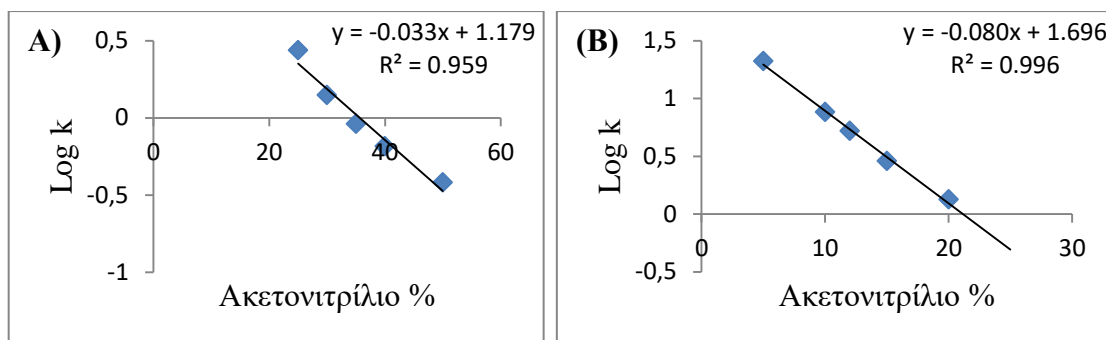 A)
y = -0.033x + 1.179
R² = 0.959
0,5
0
-0,5
-1
0
20
40
60
Log k
Ακετονιτρίλιο %
(B)
y = -0.080x + 1.696
R² = 0.996
1,5
1
0,5
0
-0,5
0
10
20
30
Log k
Ακετονιτρίλιο %